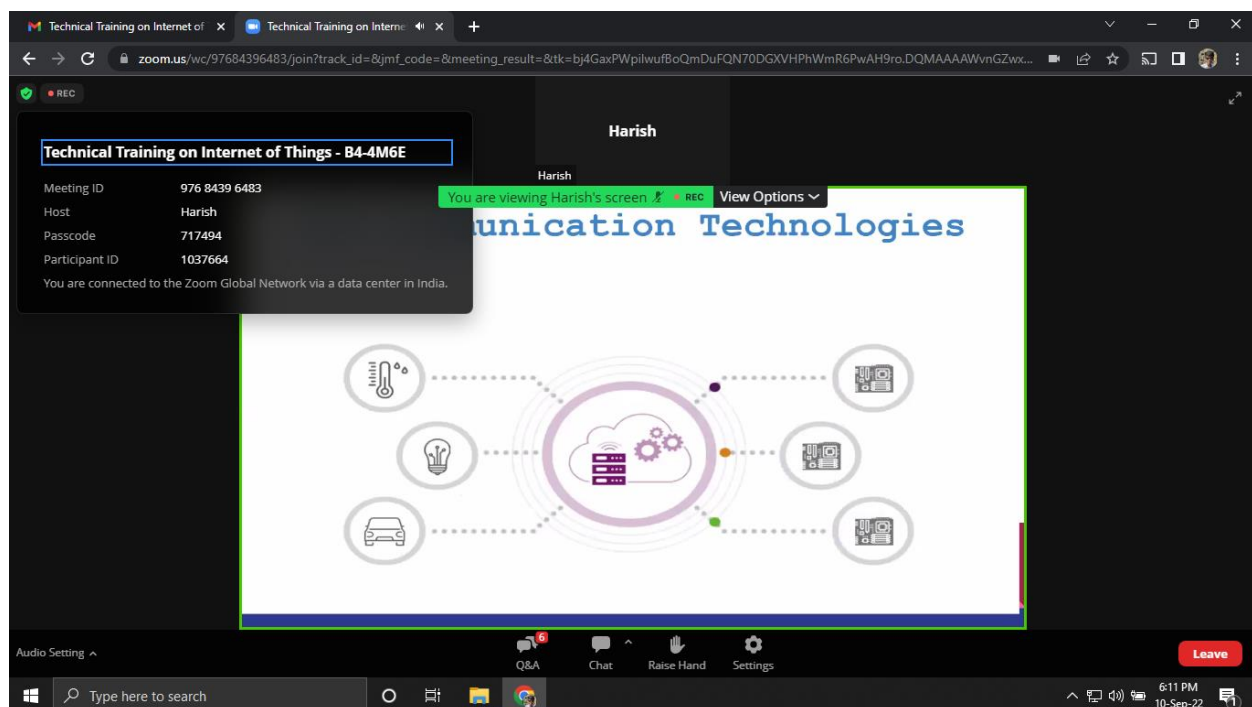 Technical Training on Internet of
Technical Training on Interne
zoom.us/wc/97684396483/join?track_id=&jmf_code=&meeting_result=&tk=bj4GaxPWpilwufBoQmDuFQN70DGXVHPhWmR6PwAH9ro.DQMAAAAWvnGZwx...
REC
Harish
Technical Training on Internet of Things - B4-4M6E
Harish
Meeting ID 976 8439 6483
You are viewing Harish's screen REC View Options
Host Harish
Passcode 717494
unication Technologies
Participant ID 1037664
You are connected to the Zoom Global Network via a data center in India.
Audio Setting
6
Q&A Chat Raise Hand Settings
Leave
Type here to search
6:11 PM
10-Sep-22
1